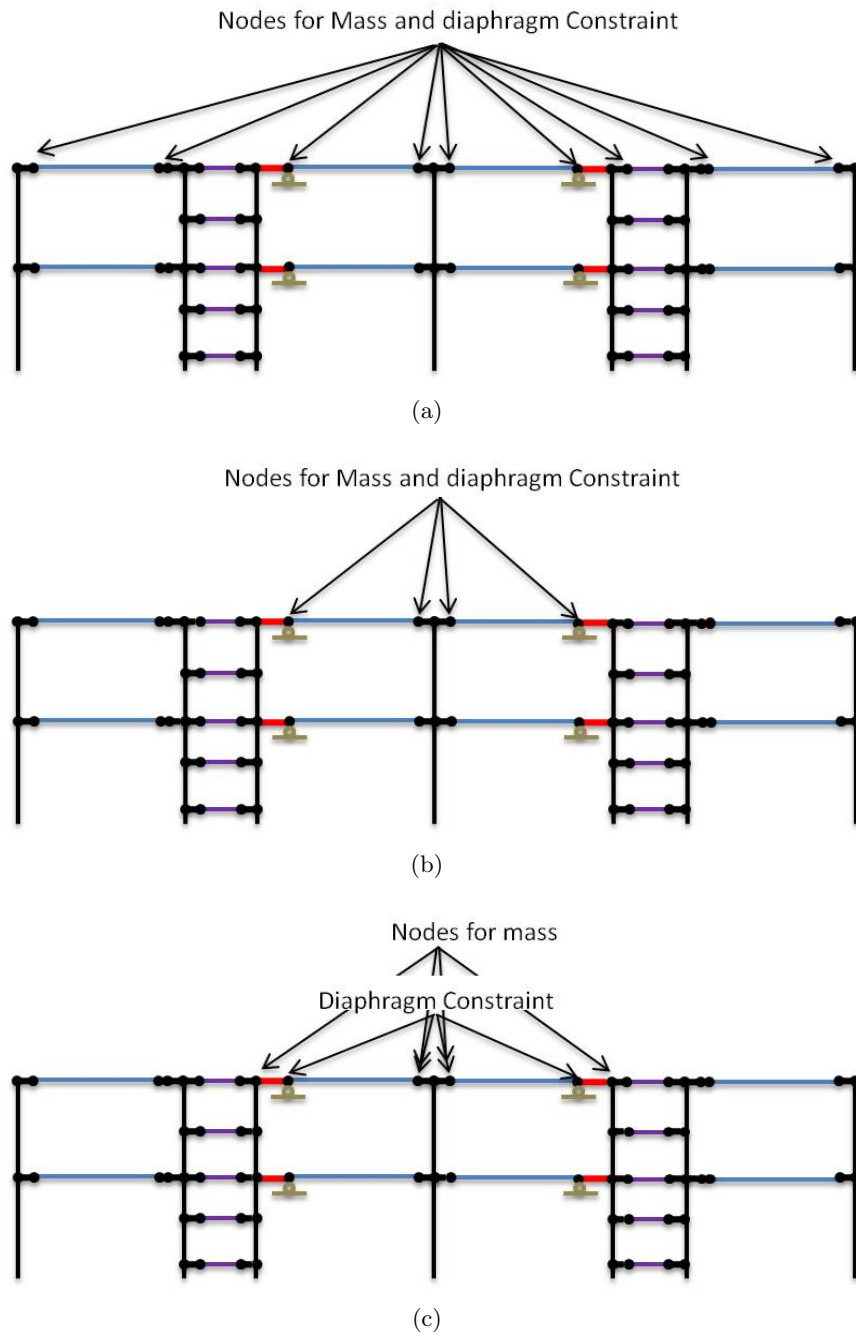 Nodes for Mass and diaphragm Constraint
(a)
Nodes for Mass and diaphragm Constraint
(b)
Nodes for mass
Diaphragm Constraint
(c)